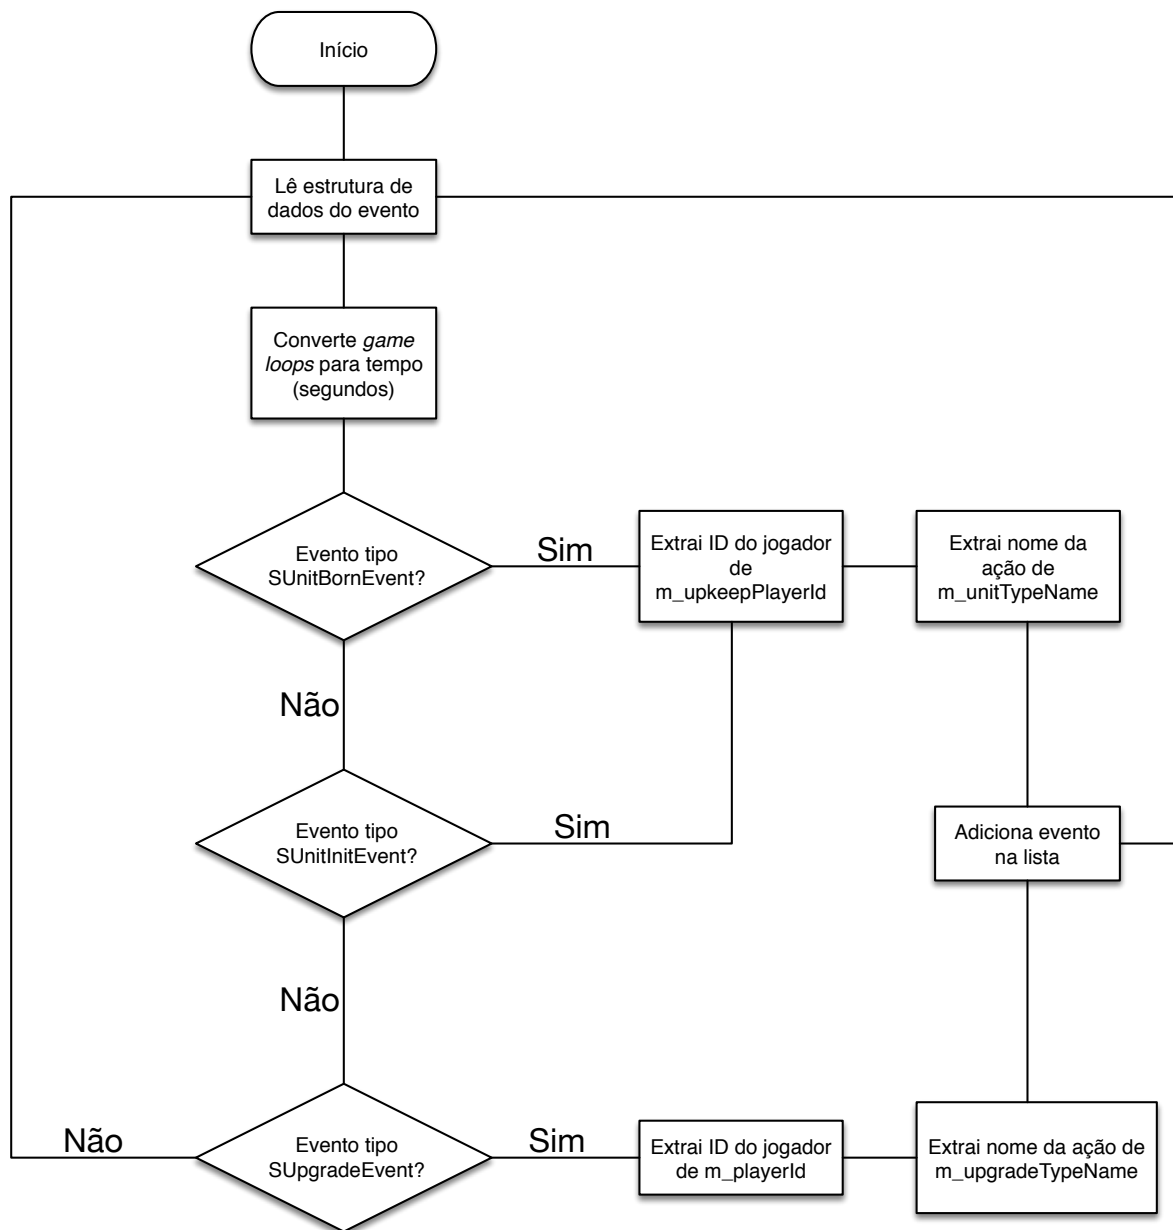 Início
Lê estrutura de
dados do evento
Converte game
loops para tempo
(segundos)
Evento tipo
SUnitBornEvent?
Sim
Extrai ID do jogador
de
m_upkeepPlayerId
Extrai nome da
ação de
m_unitTypeName
Não
Evento tipo
SUnitInitEvent?
Sim
Adiciona evento
na lista
Não
Não
Evento tipo
SUpgradeEvent?
Sim
Extrai ID do jogador
de m_playerId
Extrai nome da ação de
m_upgradeTypeName